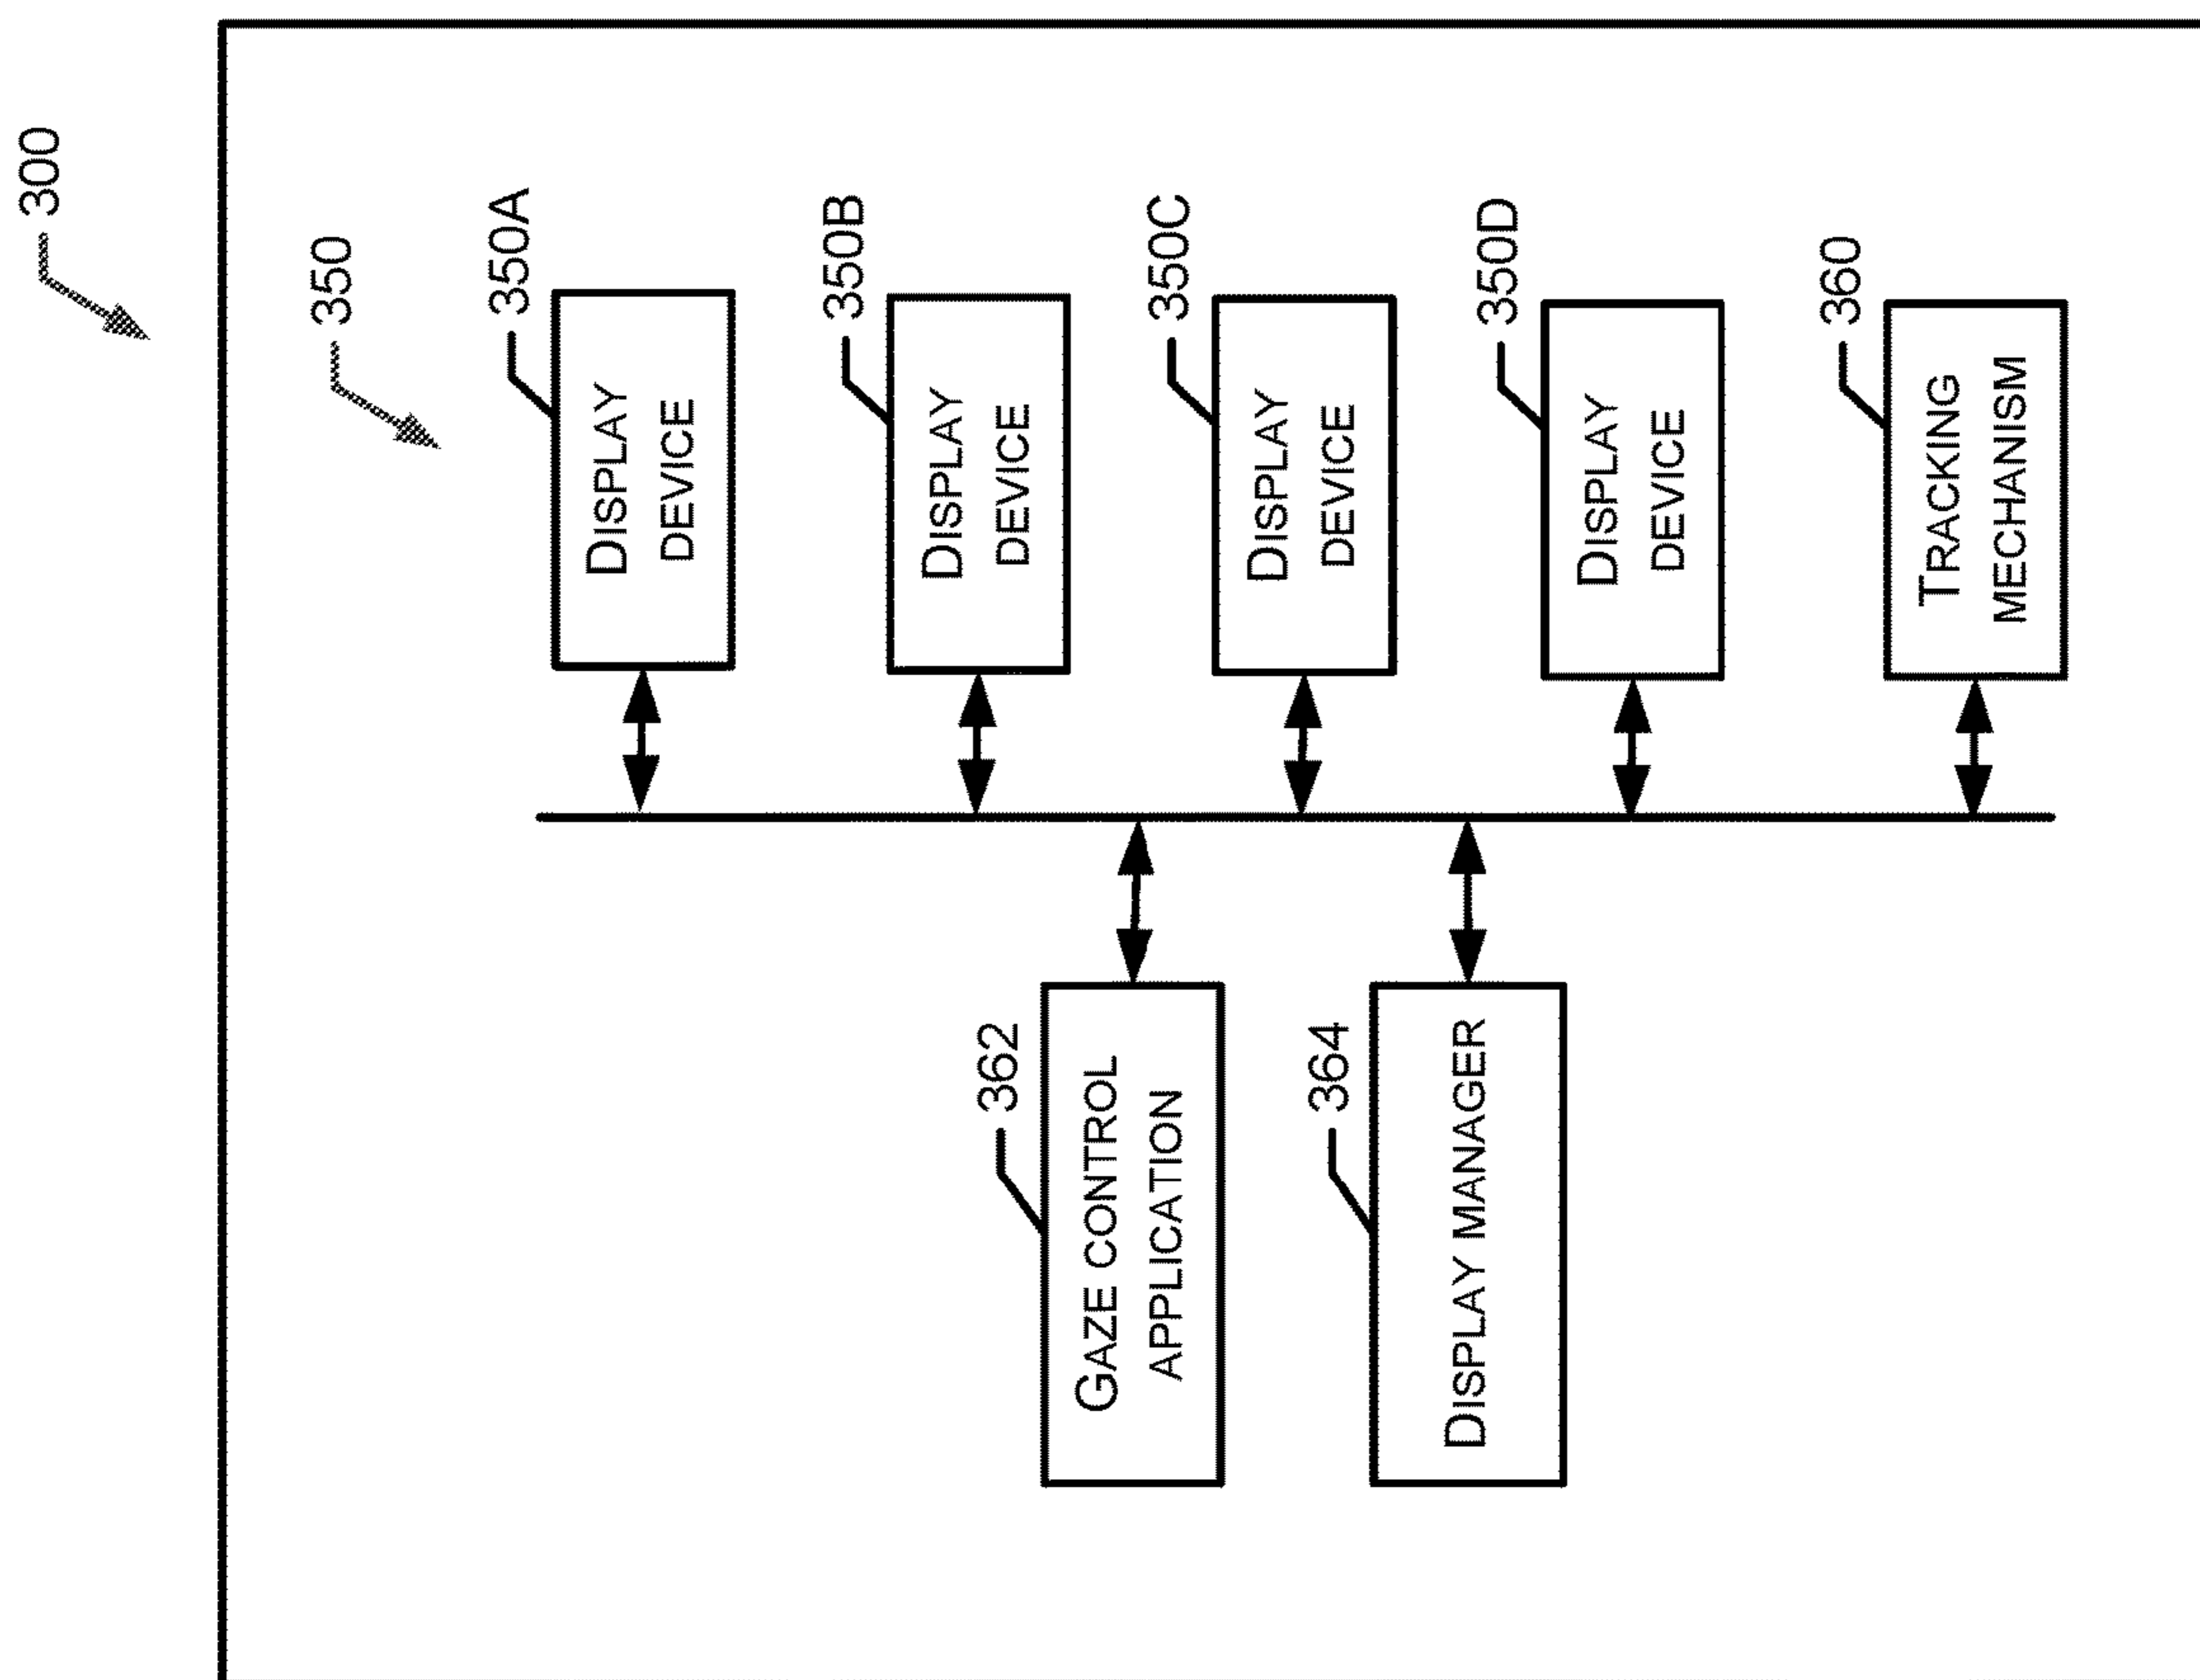 300
350
350A
DISPLAY
DEVICE
350B
DISPLAY
DEVICE
350C
DISPLAY
DEVICE
350D
DISPLAY
DEVICE
360
TRACKING
MECHANISM
362
GAZE CONTROL
APPLICATION
364
DISPLAY MANAGER